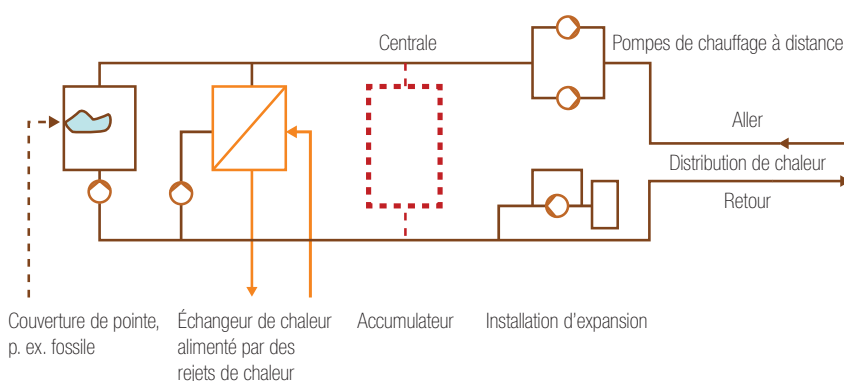 Centrale
Pompes de chauffage à distance
Aller
Distribution de chaleur
Retour
Couverture de pointe,
p. ex. fossile
Échangeur de chaleur
alimenté par des
rejets de chaleur
Accumulateur
Installation d'expansion